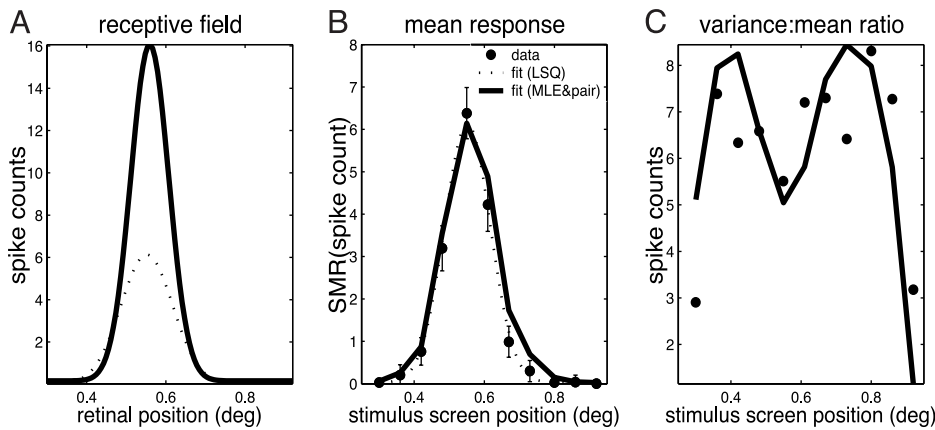 A
receptive field
16
14
12
10
8
6
4
2
spike counts
0.4
0.6
0.8
retinal position (deg)
B
mean response
data
fit (LSQ)
fit (MLE&pair)
8
7
6
5
4
3
2
1
0
SMR(spike count)
0.4
0.6
0.8
stimulus screen position (deg)
C
variance:mean ratio
8
7
6
5
4
3
2
spike counts
0.4
0.6
0.8
stimulus screen position (deg)